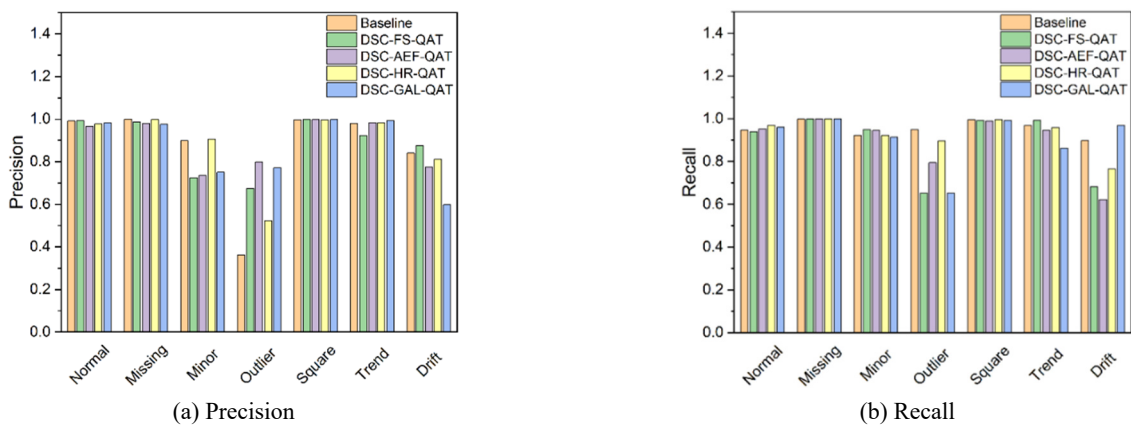 Baseline
DSC-FS-QAT
DSC-AEF-QAT
DSC-HR-QAT
DSC-GAL-QAT
Precision
1.4
1.2
1.0
0.8
0.6
0.4
0.2
0.0
Normal
Missing
Minor
Outlier
Square
Trend
Drift
(a) Precision
Baseline
DSC-FS-QAT
DSC-AEF-QAT
DSC-HR-QAT
DSC-GAL-QAT
Recall
1.4
1.2
1.0
0.8
0.6
0.4
0.2
0.0
Normal
Missing
Minor
Outlier
Square
Trend
Drift
(b) Recall